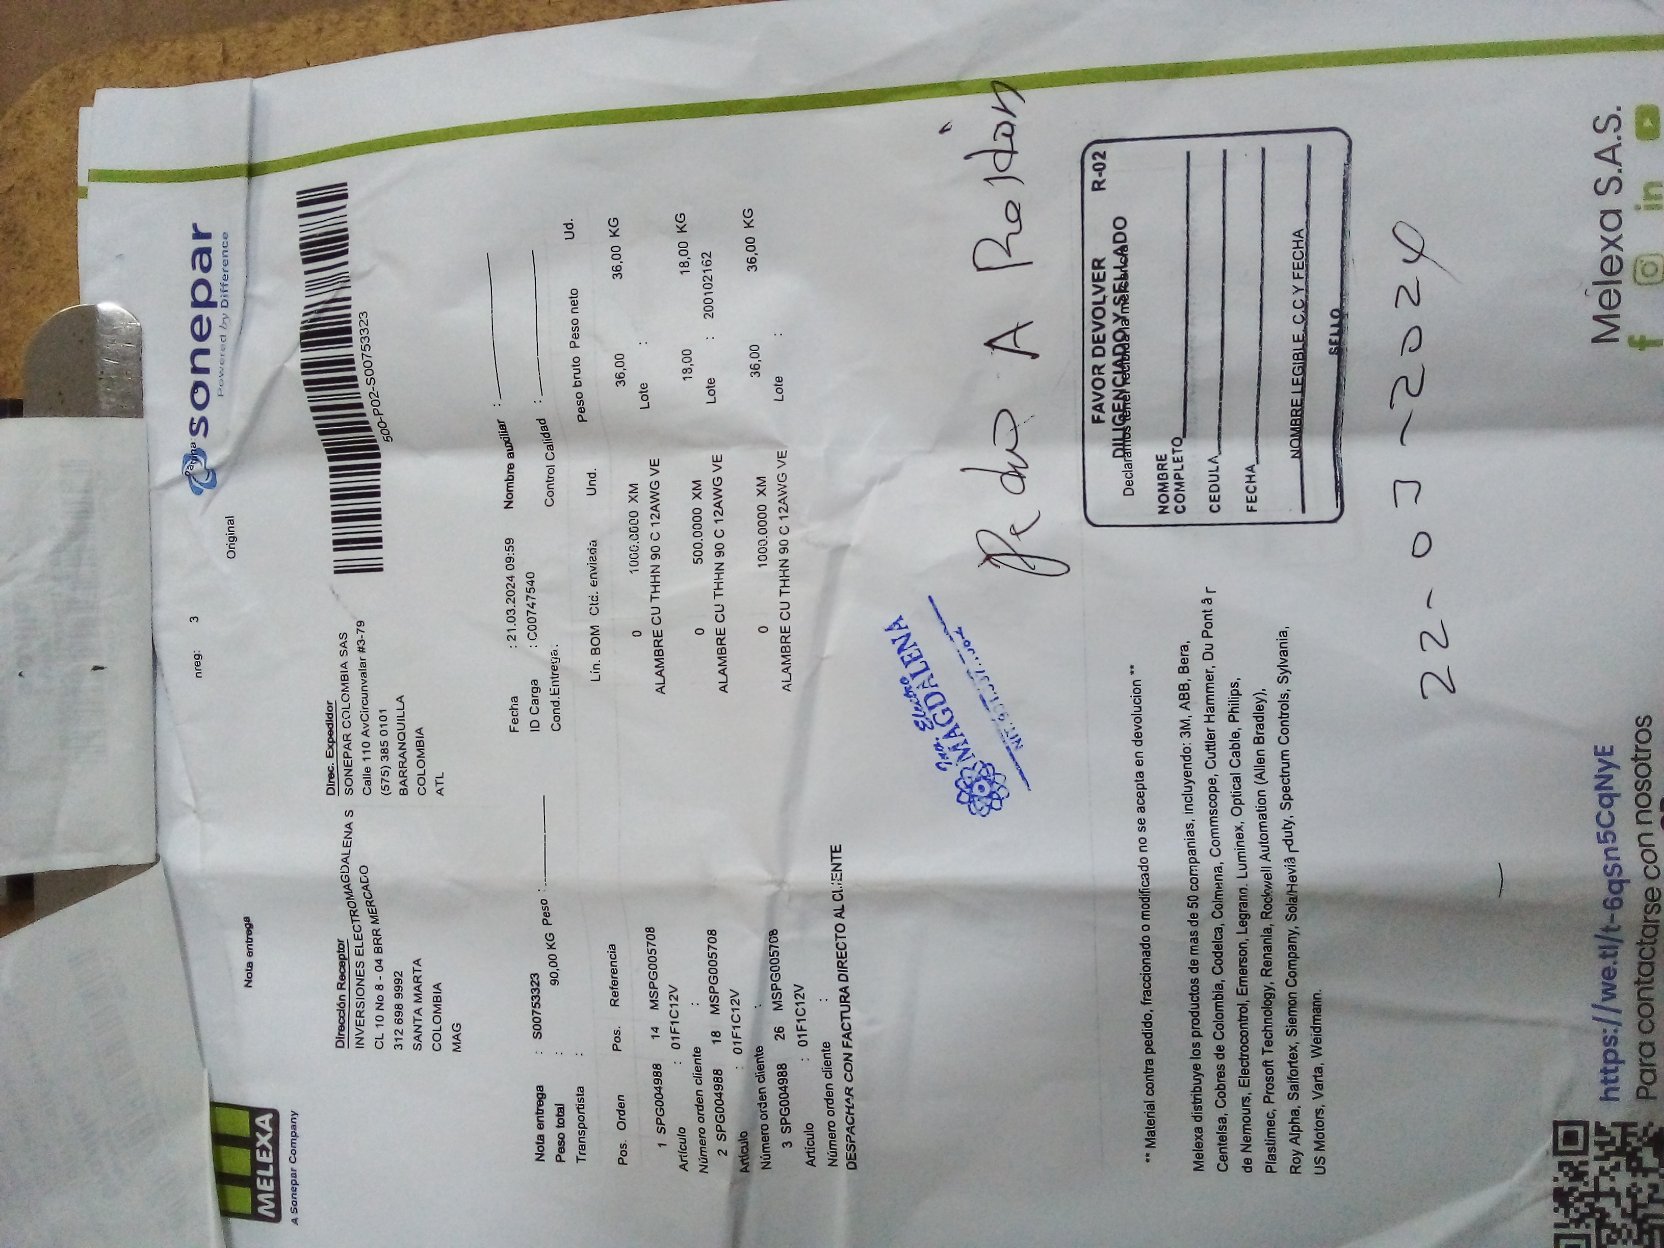 MELEXA
A Sonepar Company
sonepar
Powered by Difference
Página
nreg: 3
Nota entrega
Original
Dirección Receptor
INVERSIONES ELECTROMAGDALENA S
CL 10 No 8 - 04 BRR MERCADO
312 698 9992
SANTA MARTA
COLOMBIA
MAG
Direc. Expedidor
SONEPAR COLOMBIA SAS
Calle 110 AvCircunvalar #3-79
(575) 385 0101
BARRANQUILLA
COLOMBIA
ATL
500-P02-S00753323
Nota entrega : S00753323
Peso total : 90,00 KG Peso :
Transportista :
Fecha : 21.03.2024 09:59
ID Carga : C00747540
Cond.Entrega.
Nombre auxiliar :
Control Calidad :
Pos. Orden Pos. Referencia Lín. BOM Ctd. enviada Und. Peso bruto Peso neto Ud.
1 SPG004988 14 MSPG005708 0 1000.0000 XM 36,00 36,00 KG
Artículo : 01F1C12V ALAMBRE CU THHN 90 C 12AWG VE Lote :
Número orden cliente :
2 SPG004988 18 MSPG005708 0 500.0000 XM 18,00 18,00 KG
Artículo : 01F1C12V ALAMBRE CU THHN 90 C 12AWG VE Lote : 200102162
Número orden cliente :
3 SPG004988 26 MSPG005708 0 1000.0000 XM 36,00 36,00 KG
Artículo : 01F1C12V ALAMBRE CU THHN 90 C 12AWG VE Lote :
Número orden cliente :
DESPACHAR CON FACTURA DIRECTO AL CLIENTE
Inv. Electro
MAGDALENA
FAVOR DEVOLVER R-02
DILIGENCIADO Y SELLADO
Declaramos tener recibida la mercancía
NOMBRE
COMPLETO
CEDULA
FECHA
NOMBRE LEGIBLE, C.C Y FECHA
SELLO
** Material contra pedido, fraccionado o modificado no se acepta en devolucion **
Melexa distribuye los productos de mas de 50 companias, incluyendo: 3M, ABB, Bera,
Centelsa, Cobres de Colombia, Codelca, Colmena, Commscope, Cuttler Hammer, Du Pont â r
de Nemours, Electrocontrol, Emerson, Legrann, Luminex, Optical Cable, Philips,
Plastimec, Prosoft Technology, Renania, Rockwell Automation (Allen Bradley),
Roy Alpha, Saifortex, Siemon Company, Sola/Heviâ rduty, Spectrum Controls, Sylvania,
US Motors, Varta, Weidmann.
22-03-2024
https://we.tl/t-6qsn5CqNyE
Para contactarse con nosotros
Melexa S.A.S.
f in